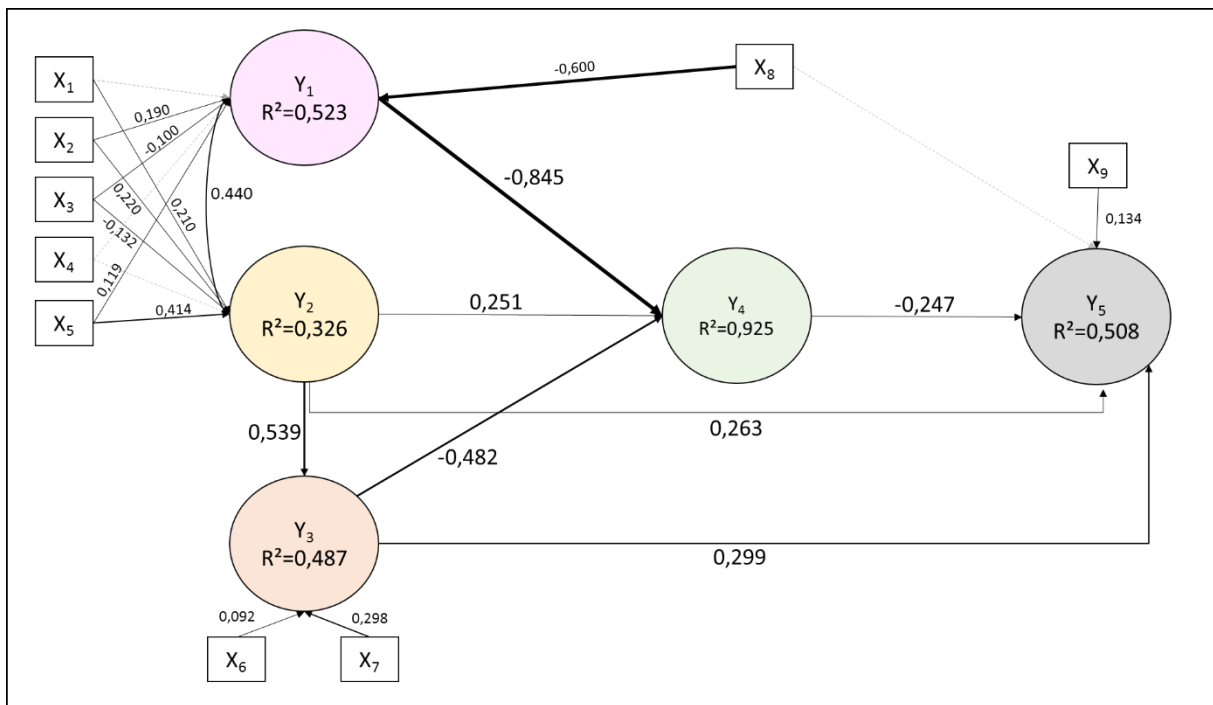 X₁
X₂
X₃
X₄
X₅
0,190
-0,100
0,220
0,210
-0,132
0,119
0,414
Y₁
R²=0,523
0.440
-0,600
X₈
-0,845
X₉
0,134
Y₂
R²=0,326
0,251
Y₄
R²=0,925
-0,247
Y₅
R²=0,508
0,263
0,539
-0,482
Y₃
R²=0,487
0,299
0,092
0,298
X₆
X₇